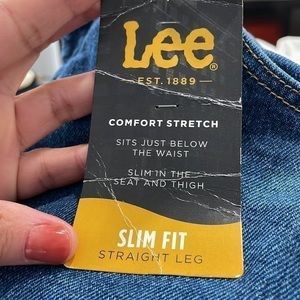 Lee®
EST. 1889
COMFORT STRETCH
SITS JUST BELOW
THE WAIST
SLIM IN THE
SEAT AND THIGH
SLIM FIT
STRAIGHT LEG